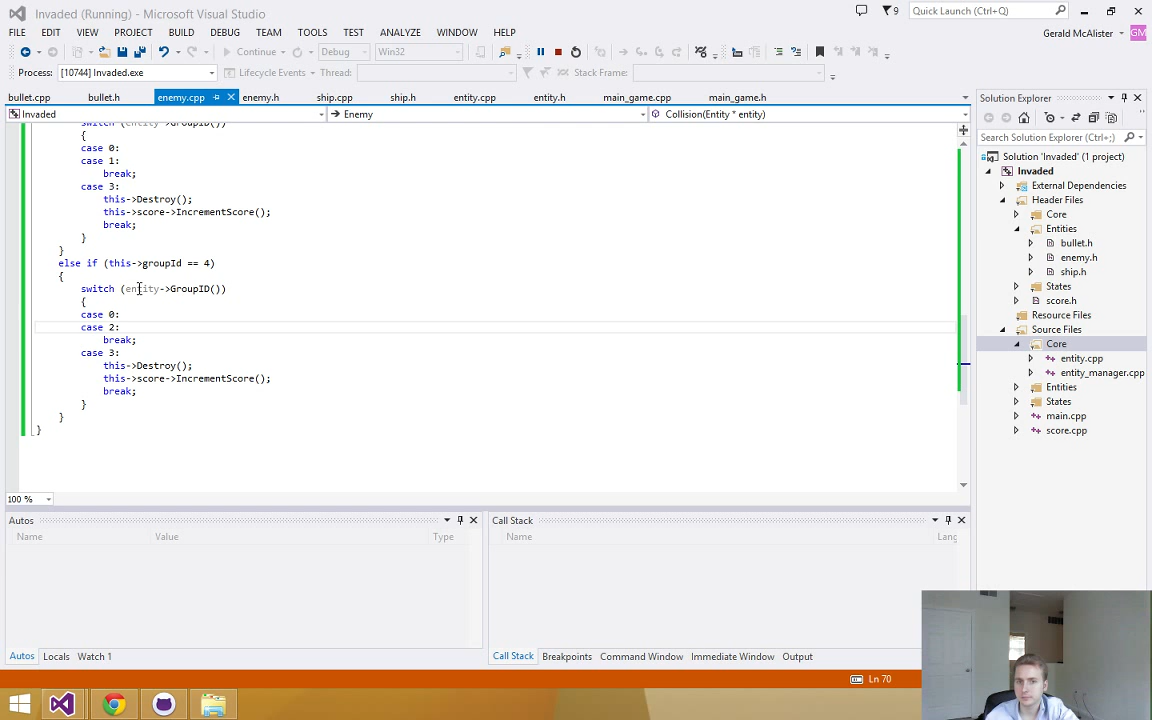 Invaded (Running) - Microsoft Visual Studio
9
Quick Launch (Ctrl+Q)
FILE EDIT VIEW PROJECT BUILD DEBUG TEAM TOOLS TEST ANALYZE WINDOW HELP
Gerald McAlister GM
Continue Debug Win32
Process: [10744] Invaded.exe Lifecycle Events Thread: Stack Frame:
bullet.cpp bullet.h enemy.cpp enemy.h ship.cpp ship.h entity.cpp entity.h main_game.cpp main_game.h
Invaded Enemy Collision(Entity * entity)
switch (entity->GroupID())
{
case 0:
case 1:
break;
case 3:
this->Destroy();
this->score->IncrementScore();
break;
}
}
else if (this->groupId == 4)
{
switch (entity->GroupID())
{
case 0:
case 2:
break;
case 3:
this->Destroy();
this->score->IncrementScore();
break;
}
}
}
100 %
Solution Explorer
Search Solution Explorer (Ctrl+;)
Solution 'Invaded' (1 project)
Invaded
External Dependencies
Header Files
Core
Entities
bullet.h
enemy.h
ship.h
States
score.h
Resource Files
Source Files
Core
entity.cpp
entity_manager.cpp
Entities
States
main.cpp
score.cpp
Autos
Name Value Type
Call Stack
Name Lang
Autos Locals Watch 1
Call Stack Breakpoints Command Window Immediate Window Output
Ln 70